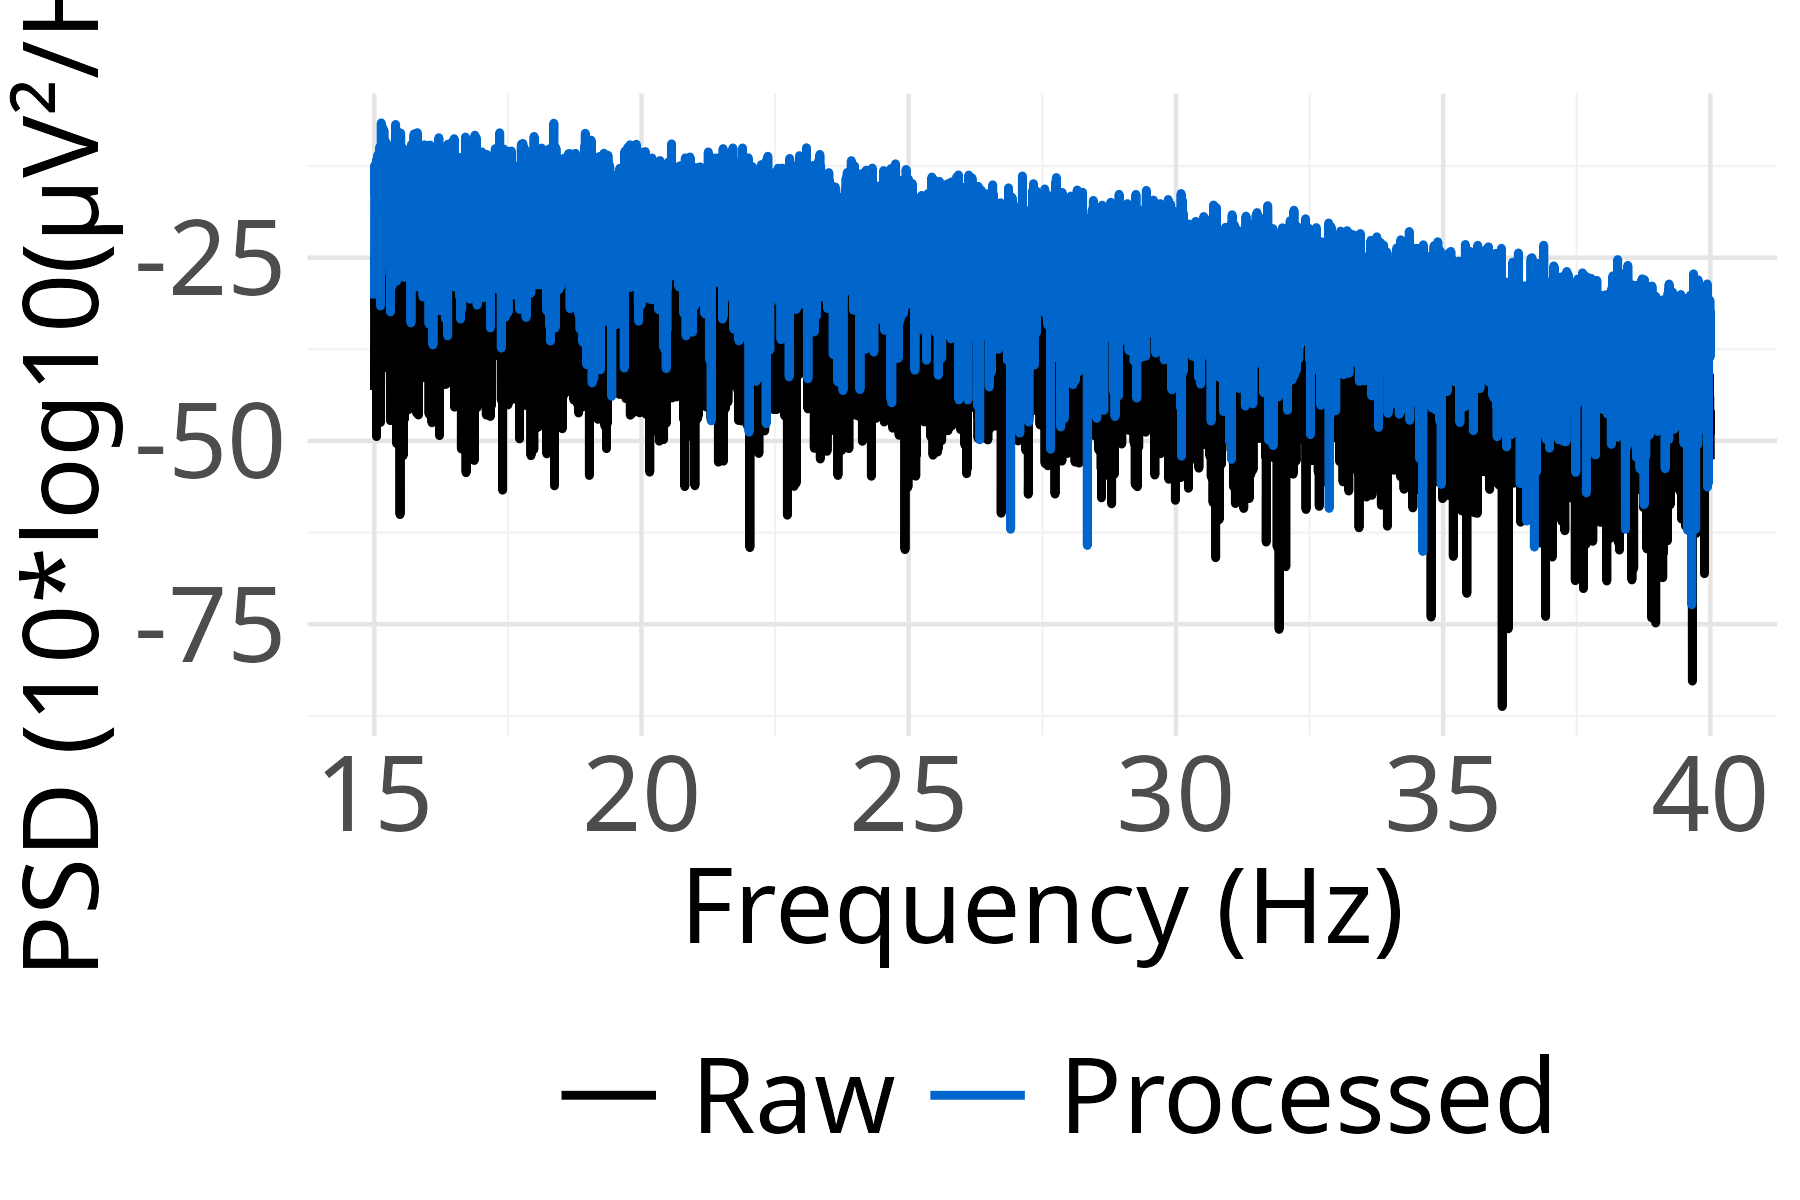 PSD (10*log10(µV²/H
-25
-50
-75
15 20 25 30 35 40
Frequency (Hz)
Raw Processed